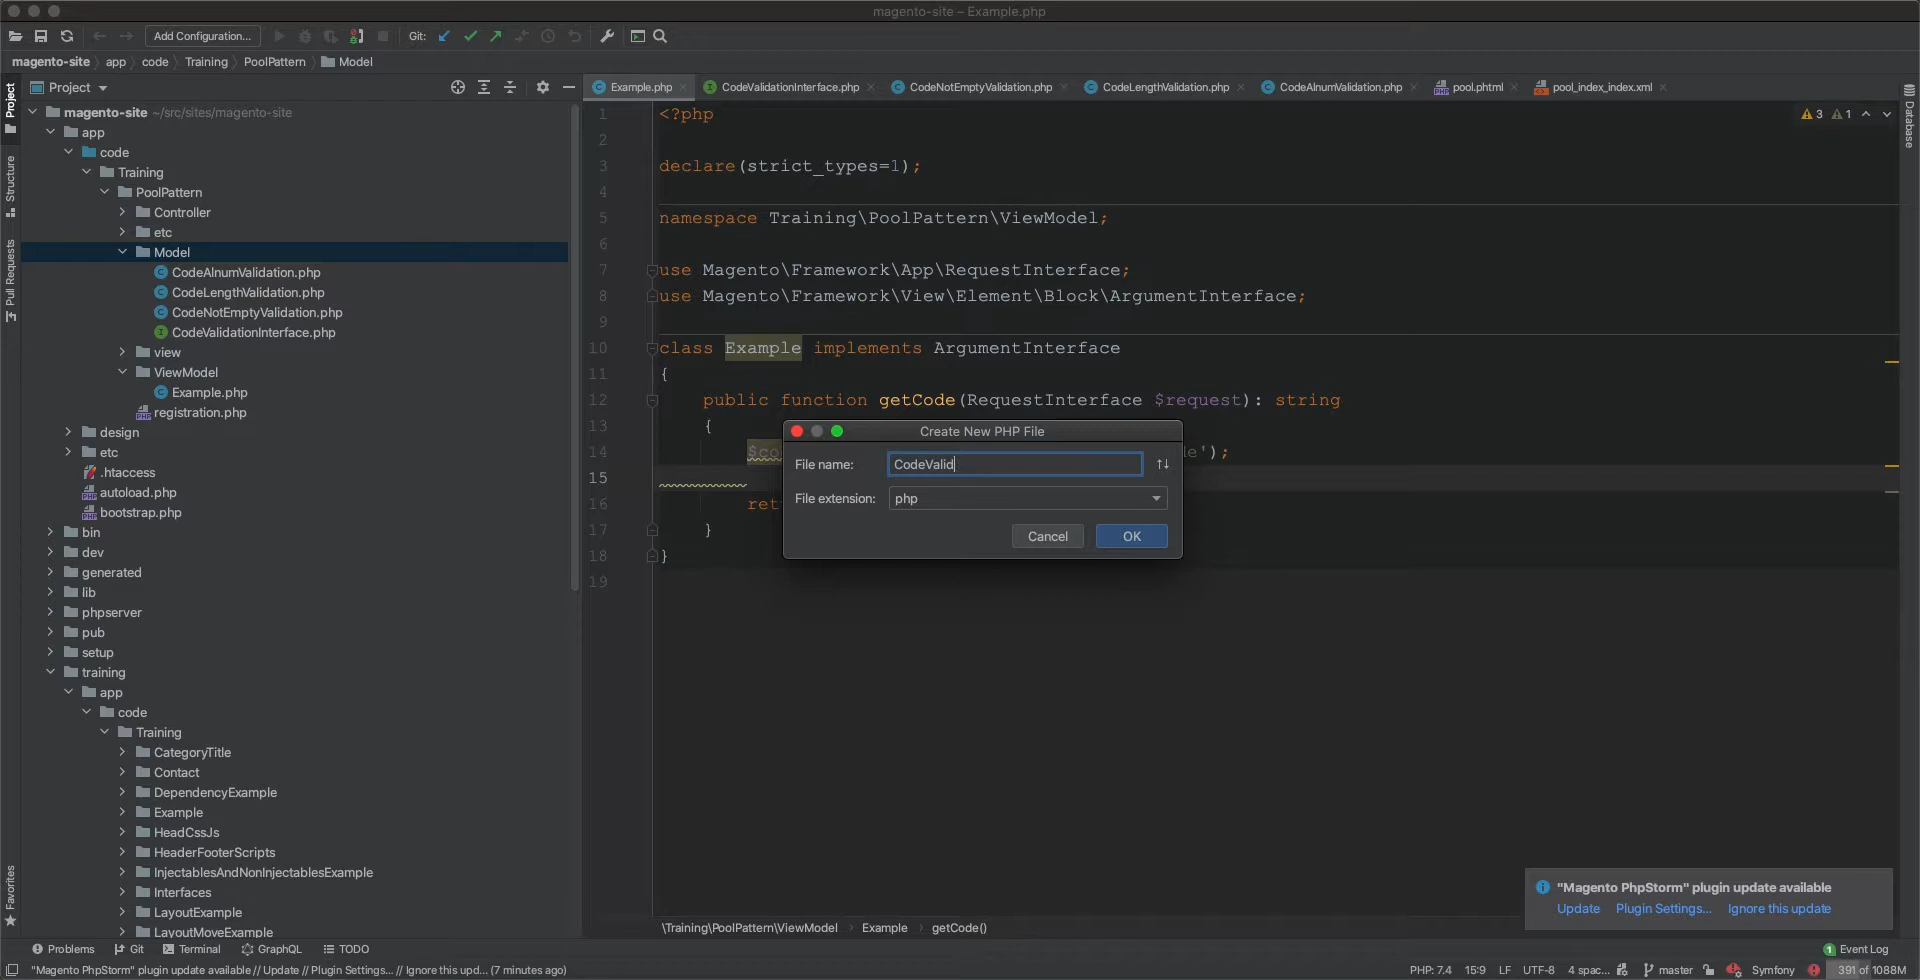 magento-site – Example.php
Add Configuration...
Git:
magento-site
app
code
Training
PoolPattern
Model
Project
Structure
Pull Requests
Favorites
Project
magento-site ~/src/sites/magento-site
app
code
Training
PoolPattern
Controller
etc
Model
CodeAlnumValidation.php
CodeLengthValidation.php
CodeNotEmptyValidation.php
CodeValidationInterface.php
view
ViewModel
Example.php
registration.php
design
etc
.htaccess
autoload.php
bootstrap.php
bin
dev
generated
lib
phpserver
pub
setup
training
app
code
Training
CategoryTitle
Contact
DependencyExample
Example
HeadCssJs
HeaderFooterScripts
InjectablesAndNonInjectablesExample
Interfaces
LayoutExample
LayoutMoveExample
Example.php
CodeValidationInterface.php
CodeNotEmptyValidation.php
CodeLengthValidation.php
CodeAlnumValidation.php
pool.phtml
pool_index_index.xml
Database
3
1
1 <?php
2
3 declare(strict_types=1);
4
5 namespace Training\PoolPattern\ViewModel;
6
7 use Magento\Framework\App\RequestInterface;
8 use Magento\Framework\View\Element\Block\ArgumentInterface;
9
10 class Example implements ArgumentInterface
11 {
12 public function getCode(RequestInterface $request): string
13 {
14 $co e');
15
16 ret
17 }
18 }
19
Create New PHP File
File name: CodeValid
File extension: php
Cancel
OK
"Magento PhpStorm" plugin update available
Update Plugin Settings... Ignore this update
\Training\PoolPattern\ViewModel
Example
getCode()
Problems
Git
Terminal
GraphQL
TODO
1 Event Log
"Magento PhpStorm" plugin update available // Update // Plugin Settings... // Ignore this upd... (7 minutes ago)
PHP: 7.4 15:9 LF UTF-8 4 spac... master Symfony 391 of 1088M